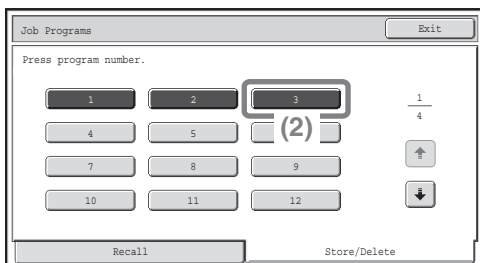 Job Programs Exit
Press program number.
1 2 3
1
4
(2)
4 5
7 8 9
10 11 12
Recall Store/Delete